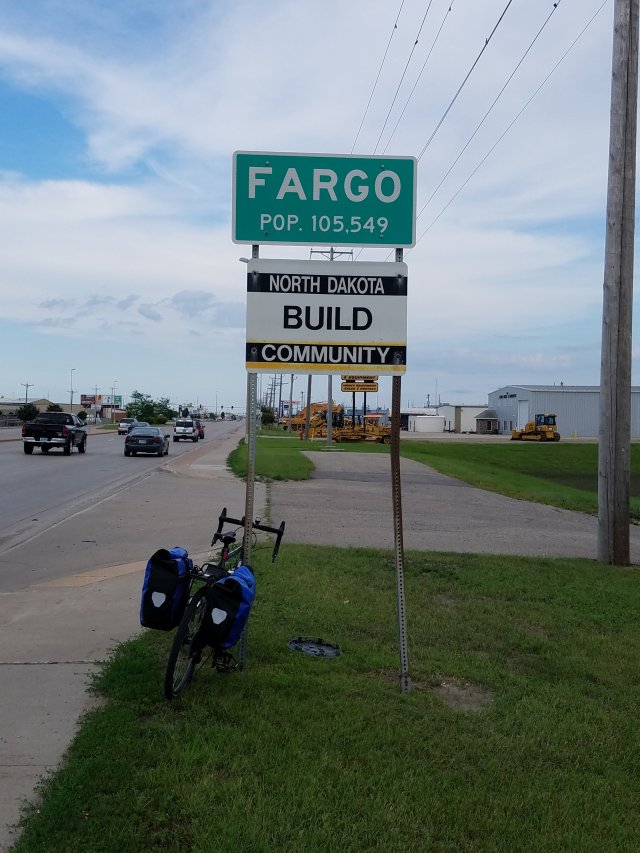 FARGO
POP. 105,549
NORTH DAKOTA
BUILD
COMMUNITY